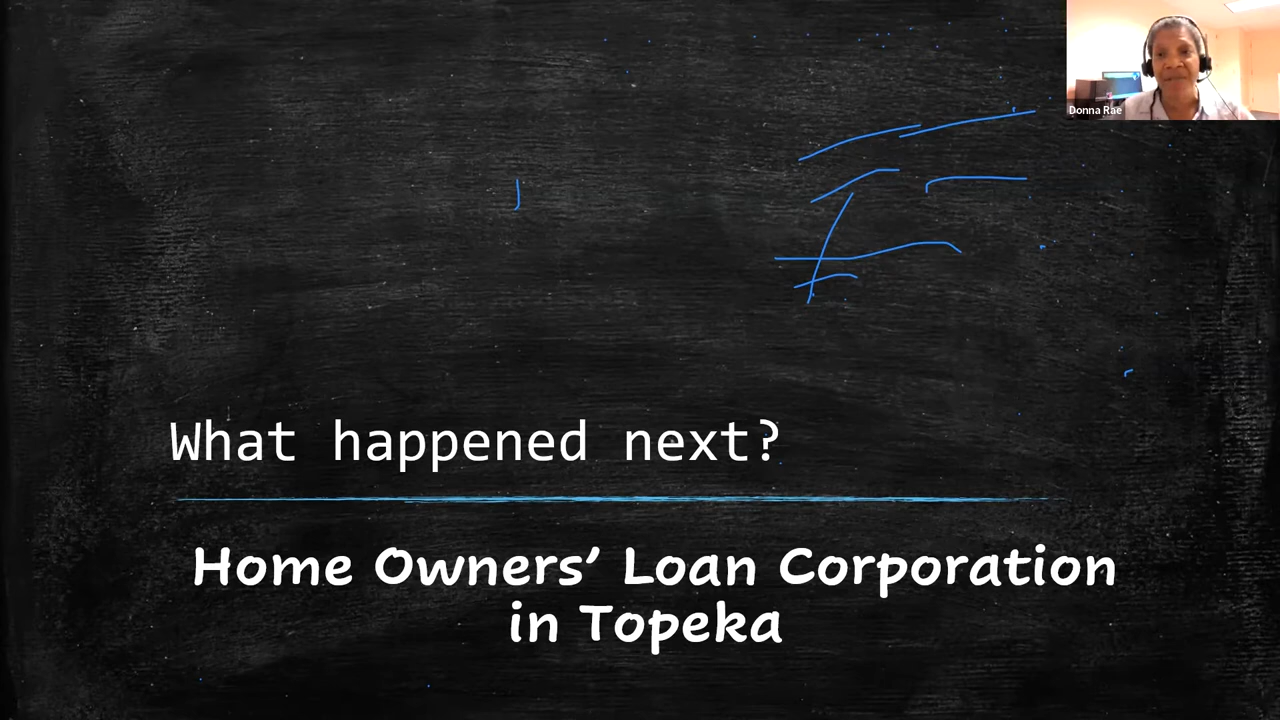 Donna Rae
What happened next?
Home Owners’ Loan Corporation
in Topeka